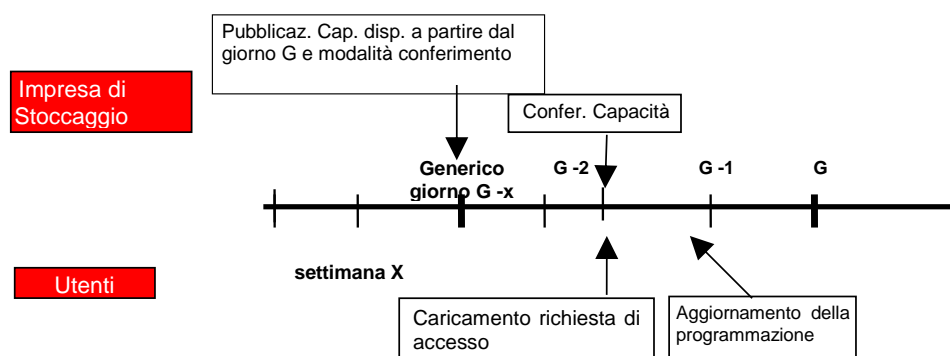 Pubblicaz. Cap. disp. a partire dal
giorno G e modalità conferimento
Impresa di
Stoccaggio
Confer. Capacità
Generico
giorno G -x
G -2
G -1
G
settimana X
Utenti
Caricamento richiesta di
accesso
Aggiornamento della
programmazione